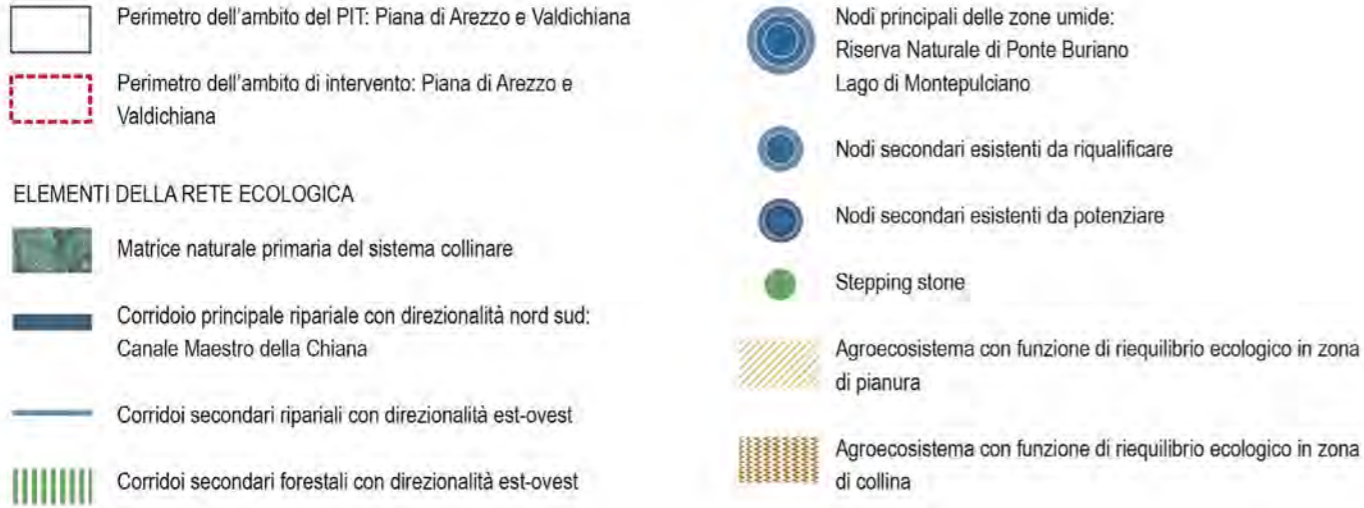 Perimetro dell'ambito del PIT: Piana di Arezzo e Valdichiana
Perimetro dell'ambito di intervento: Piana di Arezzo e
Valdichiana
ELEMENTI DELLA RETE ECOLOGICA
Matrice naturale primaria del sistema collinare
Corridoio principale ripariale con direzionalità nord sud:
Canale Maestro della Chiana
Corridoi secondari ripariali con direzionalità est-ovest
Corridoi secondari forestali con direzionalità est-ovest
Nodi principali delle zone umide:
Riserva Naturale di Ponte Buriano
Lago di Montepulciano
Nodi secondari esistenti da riqualificare
Nodi secondari esistenti da potenziare
Stepping stone
Agroecosistema con funzione di riequilibrio ecologico in zona
di pianura
Agroecosistema con funzione di riequilibrio ecologico in zona
di collina